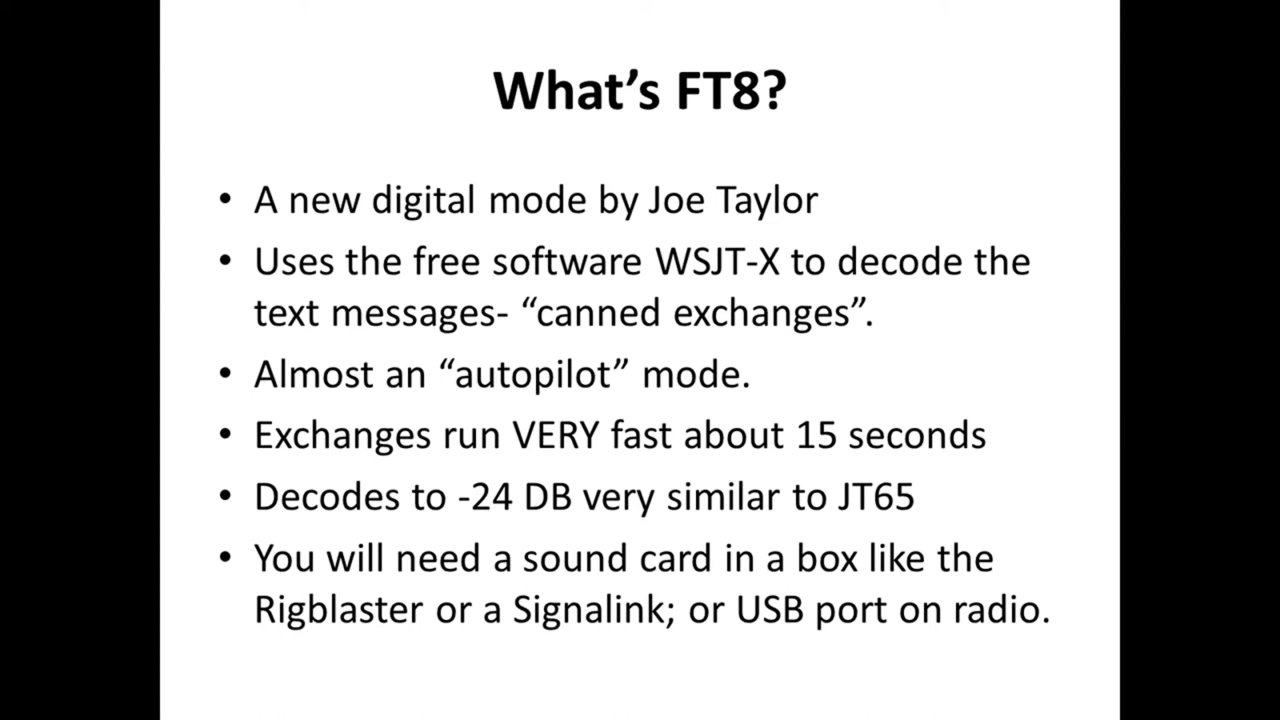 What’s FT8?
• A new digital mode by Joe Taylor
• Uses the free software WSJT-X to decode the
text messages- “canned exchanges”.
• Almost an “autopilot” mode.
• Exchanges run VERY fast about 15 seconds
• Decodes to -24 DB very similar to JT65
• You will need a sound card in a box like the
Rigblaster or a Signalink; or USB port on radio.